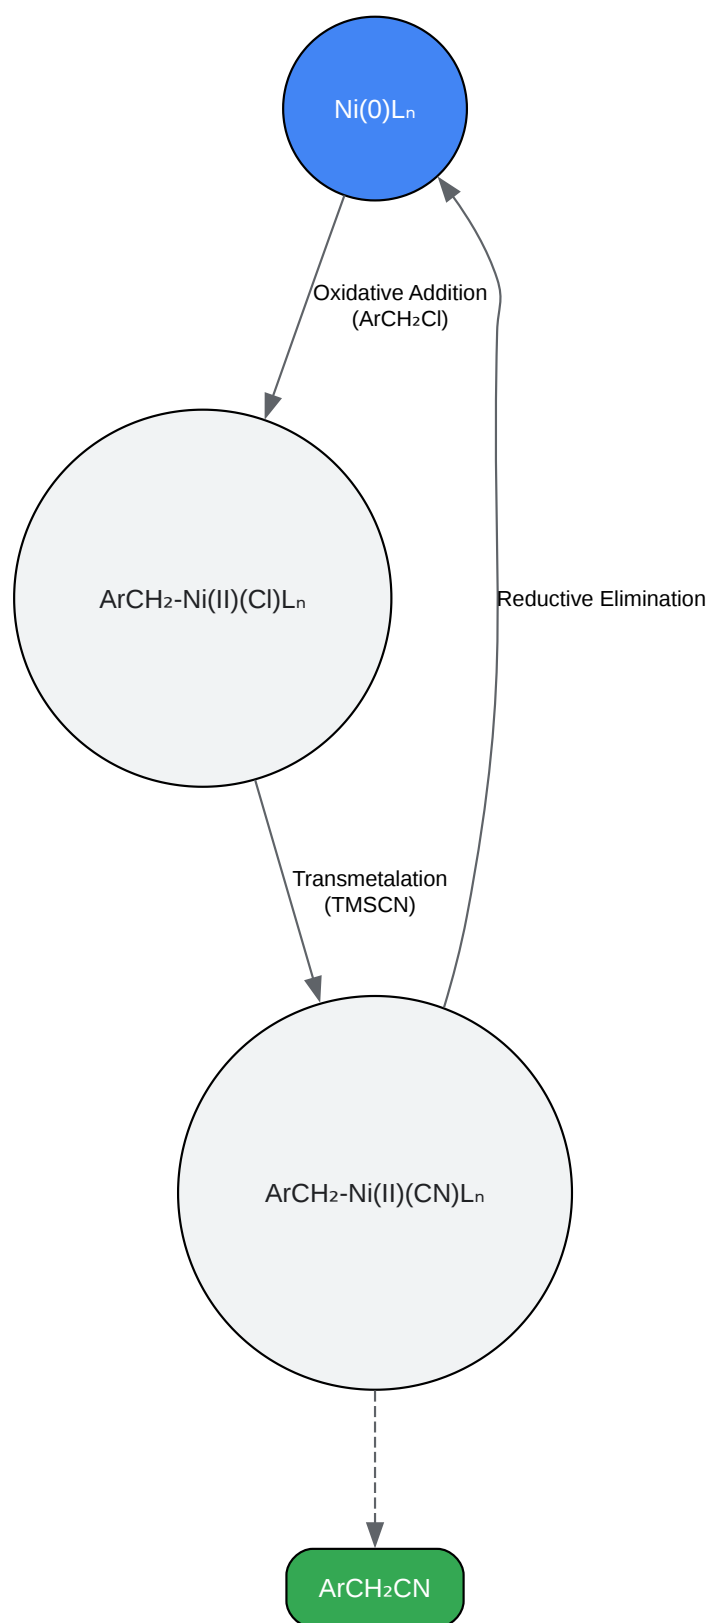 Ni(0)Lₙ
Oxidative Addition
(ArCH₂Cl)
ArCH₂-Ni(II)(Cl)Lₙ
Reductive Elimination
Transmetalation
(TMSCN)
ArCH₂-Ni(II)(CN)Lₙ
ArCH₂CN